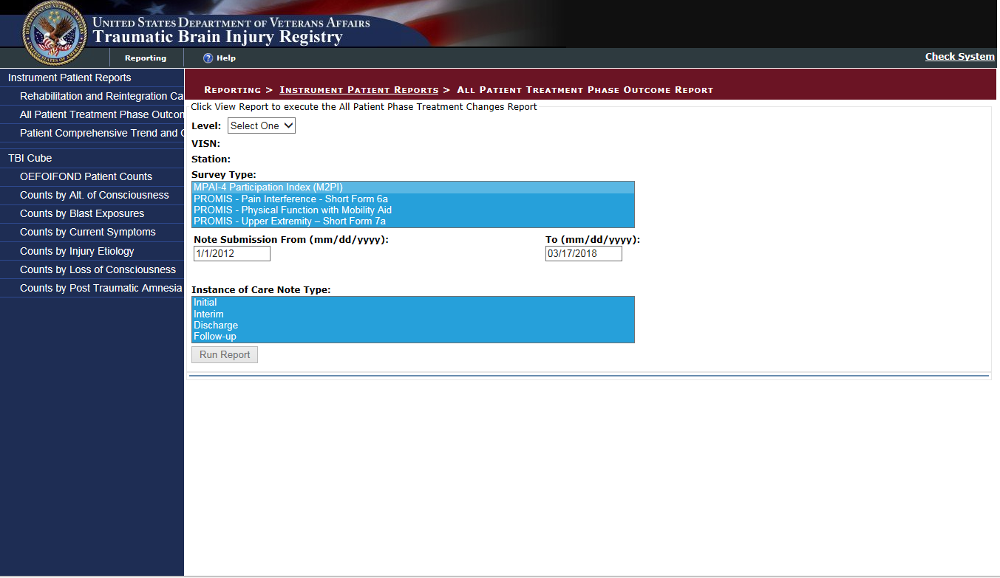 UNITED STATES DEPARTMENT OF VETERANS AFFAIRS
Traumatic Brain Injury Registry
Reporting
? Help
Check System
Instrument Patient Reports
Rehabilitation and Reintegration Ca
All Patient Treatment Phase Outcon
Patient Comprehensive Trend and
TBI Cube
OEFOIFOND Patient Counts
Counts by Alt. of Consciousness
Counts by Blast Exposures
Counts by Current Symptoms
Counts by Injury Etiology
Counts by Loss of Consciousness
Counts by Post Traumatic Amnesia
REPORTING > INSTRUMENT PATIENT REPORTS > ALL PATIENT TREATMENT PHASE OUTCOME REPORT
Click View Report to execute the All Patient Phase Treatment Changes Report
Level: Select One
VISN:
Station:
Survey Type:
MPAI-4 Participation Index (M2PI)
PROMIS - Pain Interference - Short Form 6a
PROMIS - Physical Function with Mobility Aid
PROMIS - Upper Extremity – Short Form 7a
Note Submission From (mm/dd/yyyy): To (mm/dd/yyyy):
1/1/2012 03/17/2018
Instance of Care Note Type:
Initial
Interim
Discharge
Follow-up
Run Report